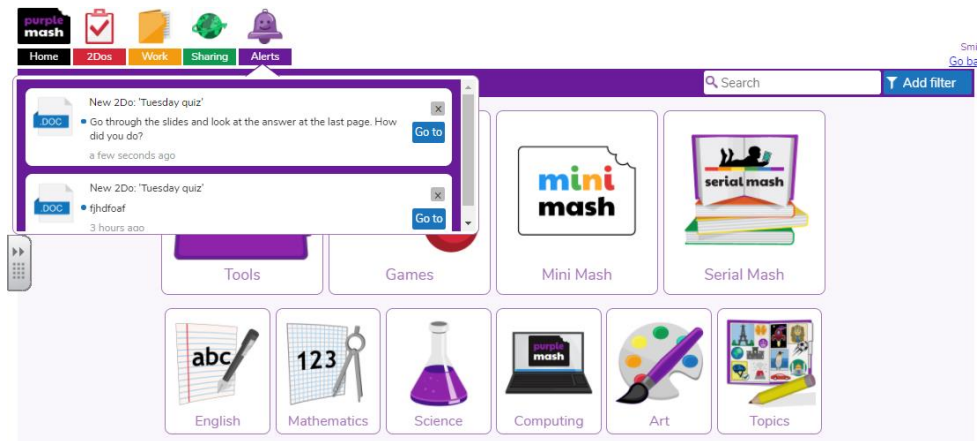 purple
mash
Home
2Dos
Work
Sharing
Alerts
Search
Add filter
.DOC
New 2Do: 'Tuesday quiz'
Go through the slides and look at the answer at the last page. How
did you do?
a few seconds ago
Go to
.DOC
New 2Do: 'Tuesday quiz'
fjhdfoaf
3 hours ago
Go to
mini
mash
serial mash
Tools
Games
Mini Mash
Serial Mash
abc
123
purple
mash
English
Mathematics
Science
Computing
Art
Topics